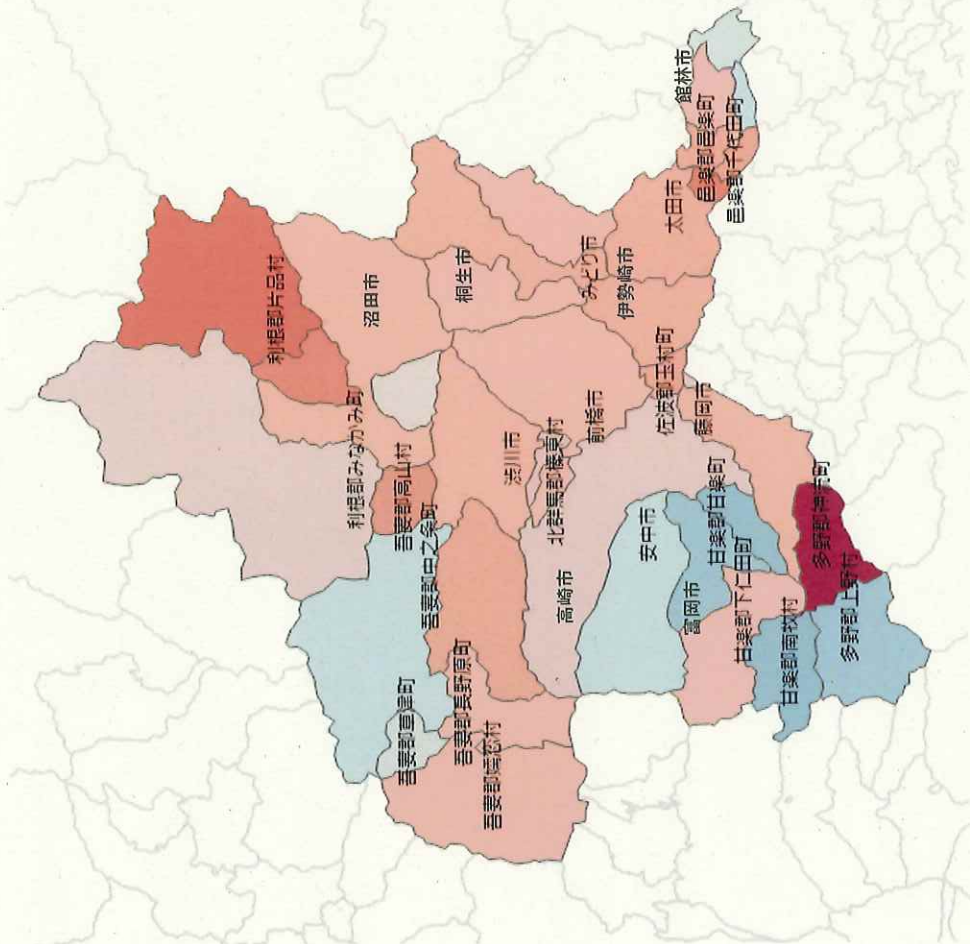 館林市
邑楽郡邑楽町
邑楽郡千代田町
太田市
利根郡片品村
沼田市
桐生市
みどり市
伊勢崎市
利根郡みなかみ町
佐波郡玉村町
藤岡市
前橋市
渋川市
北群馬郡榛東村
吾妻郡高山村
吾妻郡中之条町
高崎市
安中市
甘楽郡甘楽町
富岡市
甘楽郡下仁田町
甘楽郡南牧村
多野郡神流町
多野郡上野村
吾妻郡草津町
吾妻郡長野原町
吾妻郡嬬恋村